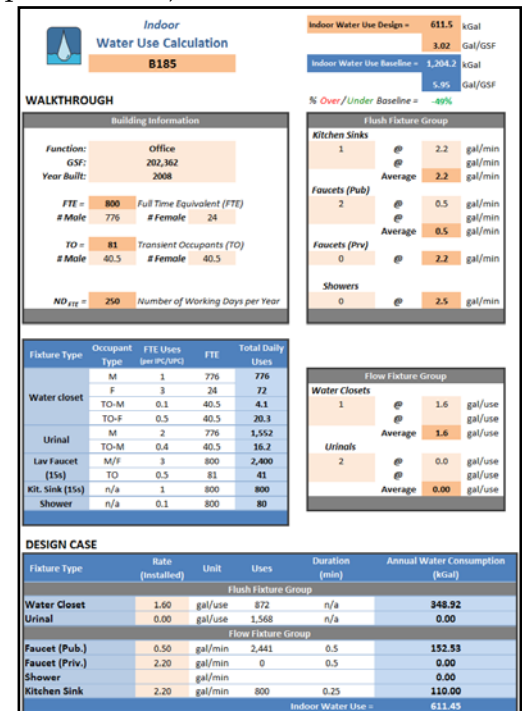 Indoor
Water Use Calculation
B185
Indoor Water Use Design = 611.5 kGal
3.02 Gal/GSF
Indoor Water Use Baseline = 1,204.2 kGal
5.95 Gal/GSF
% Over/Under Baseline = -49%
WALKTHROUGH
Building Information
Function: Office
GSF: 202,362
Year Built: 2008
FTE = 800 Full Time Equivalent (FTE)
# Male 776 # Female 24
TO = 81 Transient Occupants (TO)
# Male 40.5 # Female 40.5
ND FTE = 250 Number of Working Days per Year
Flush Fixture Group
Kitchen Sinks
1 @ 2.2 gal/min
@ gal/min
Average 2.2 gal/min
Faucets (Pub)
2 @ 0.5 gal/min
@ gal/min
Average 0.5 gal/min
Faucets (Prv)
0 @ 2.2 gal/min
Showers
0 @ 2.5 gal/min
Fixture Type Occupant Type FTE Uses (per IPC/UPC) FTE Total Daily Uses
Water closet M 1 776 776
F 3 24 72
TO-M 0.1 40.5 4.1
TO-F 0.5 40.5 20.3
Urinal M 2 776 1,552
TO-M 0.4 40.5 16.2
Lav Faucet (15s) M/F 3 800 2,400
TO 0.5 81 41
Kit. Sink (15s) n/a 1 800 800
Shower n/a 0.1 800 80
Flow Fixture Group
Water Closets
1 @ 1.6 gal/use
@ gal/use
Average 1.6 gal/use
Urinals
2 @ 0.0 gal/use
@ gal/use
Average 0.00 gal/use
DESIGN CASE
Fixture Type Rate (Installed) Unit Uses Duration (min) Annual Water Consumption (kGal)
Flush Fixture Group
Water Closet 1.60 gal/use 872 n/a 348.92
Urinal 0.00 gal/use 1,568 n/a 0.00
Flow Fixture Group
Faucet (Pub.) 0.50 gal/min 2,441 0.5 152.53
Faucet (Priv.) 2.20 gal/min 0 0.5 0.00
Shower gal/min 0.00
Kitchen Sink 2.20 gal/min 800 0.25 110.00
Indoor Water Use = 611.45